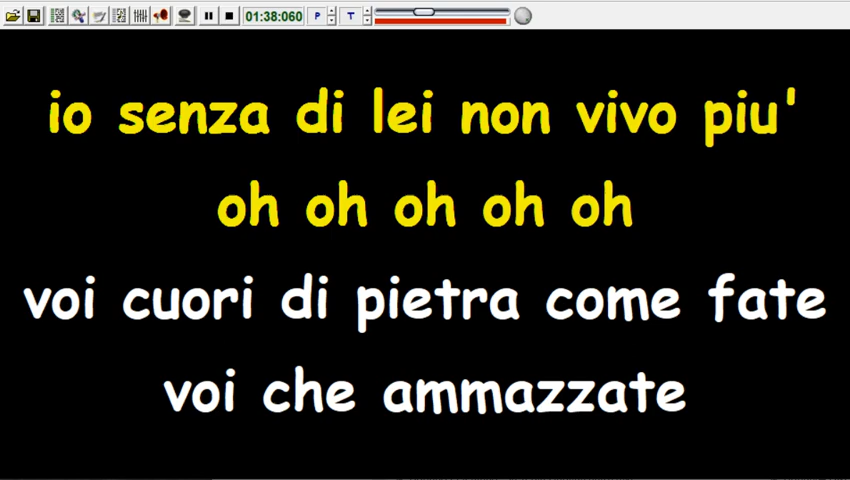 01:38:060
P
T
io senza di lei non vivo piu'
oh oh oh oh oh
voi cuori di pietra come fate
voi che ammazzate